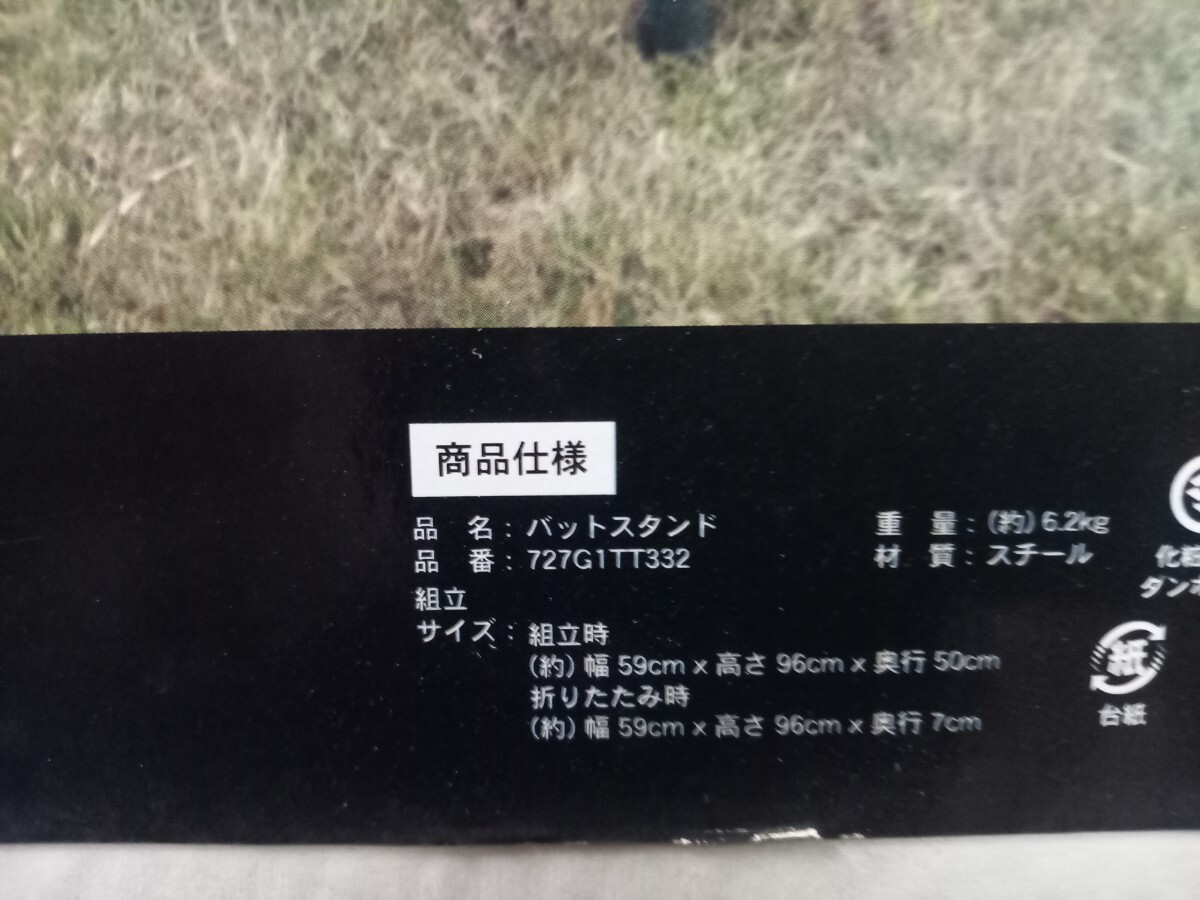 商品仕様
品 名：バットスタンド
品 番：727G1TT332
組立
サイズ：組立時
(約) 幅 59cm x 高さ 96cm x 奥行 50cm
折りたたみ時
(約) 幅 59cm x 高さ 96cm x 奥行 7cm
重 量：(約) 6.2kg
材 質：スチール
紙
台紙